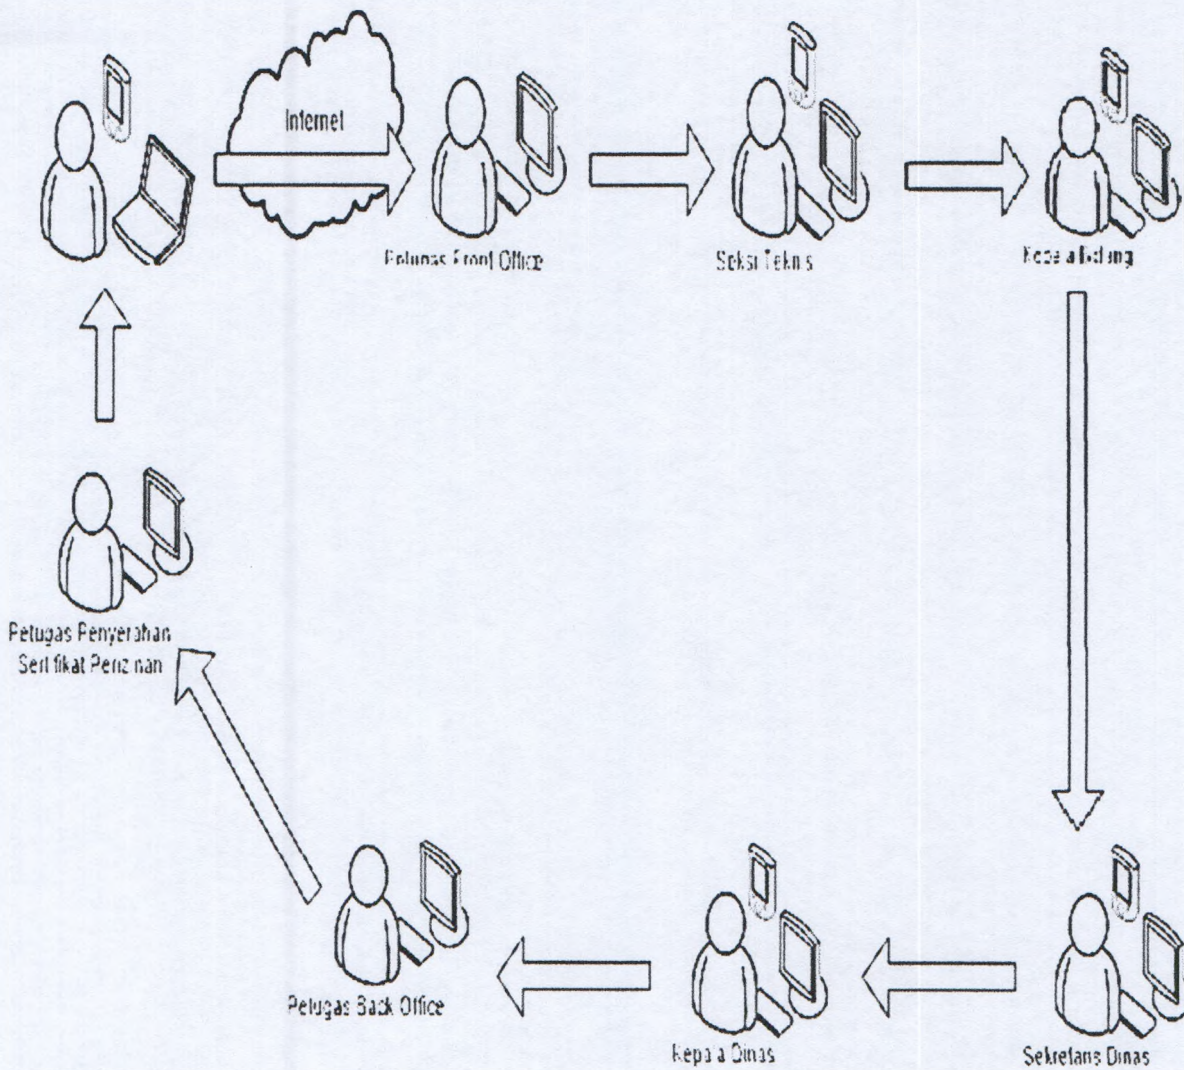 Internet
Petugas Front Office
Seksi Teknis
Kepala Bidang
Petugas Penyerahan
Sertifikat Perizinan
Petugas Back Office
Kepala Dinas
Sekretaris Dinas